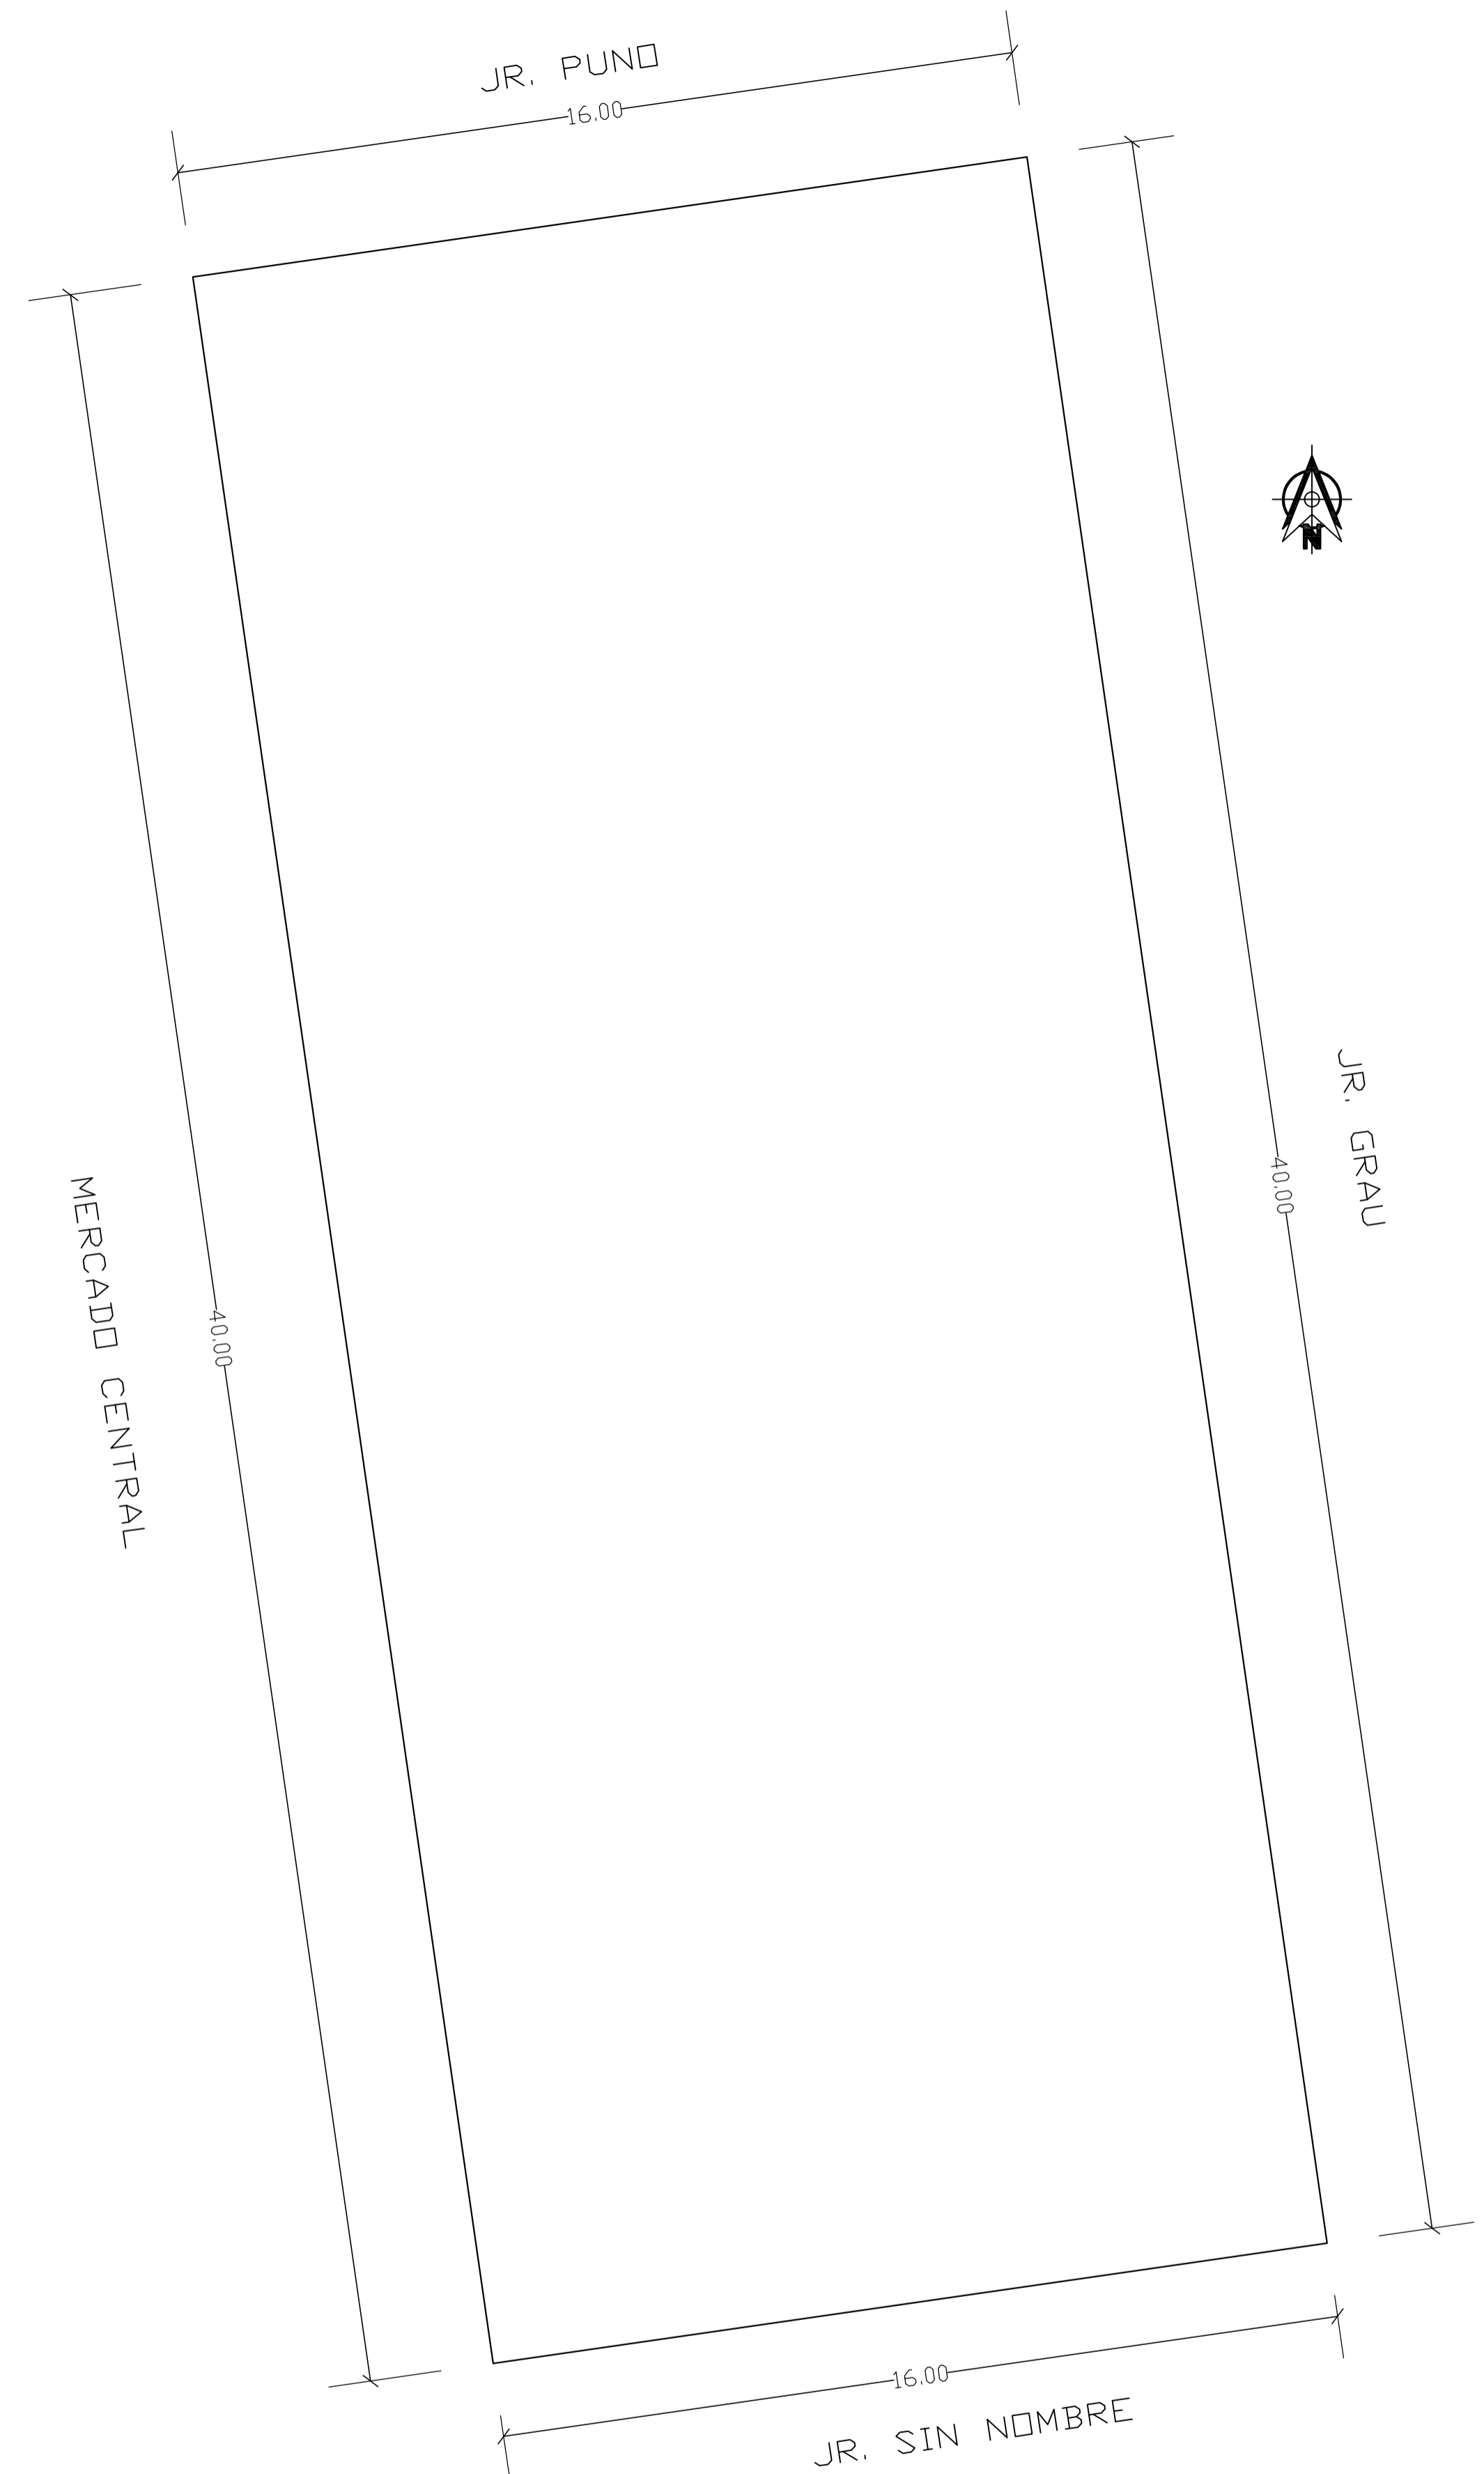 JR. PUNO
16.00
N
JR. GRAU
40.00
MERCADO CENTRAL
40.00
16.00
JR. SIN NOMBRE